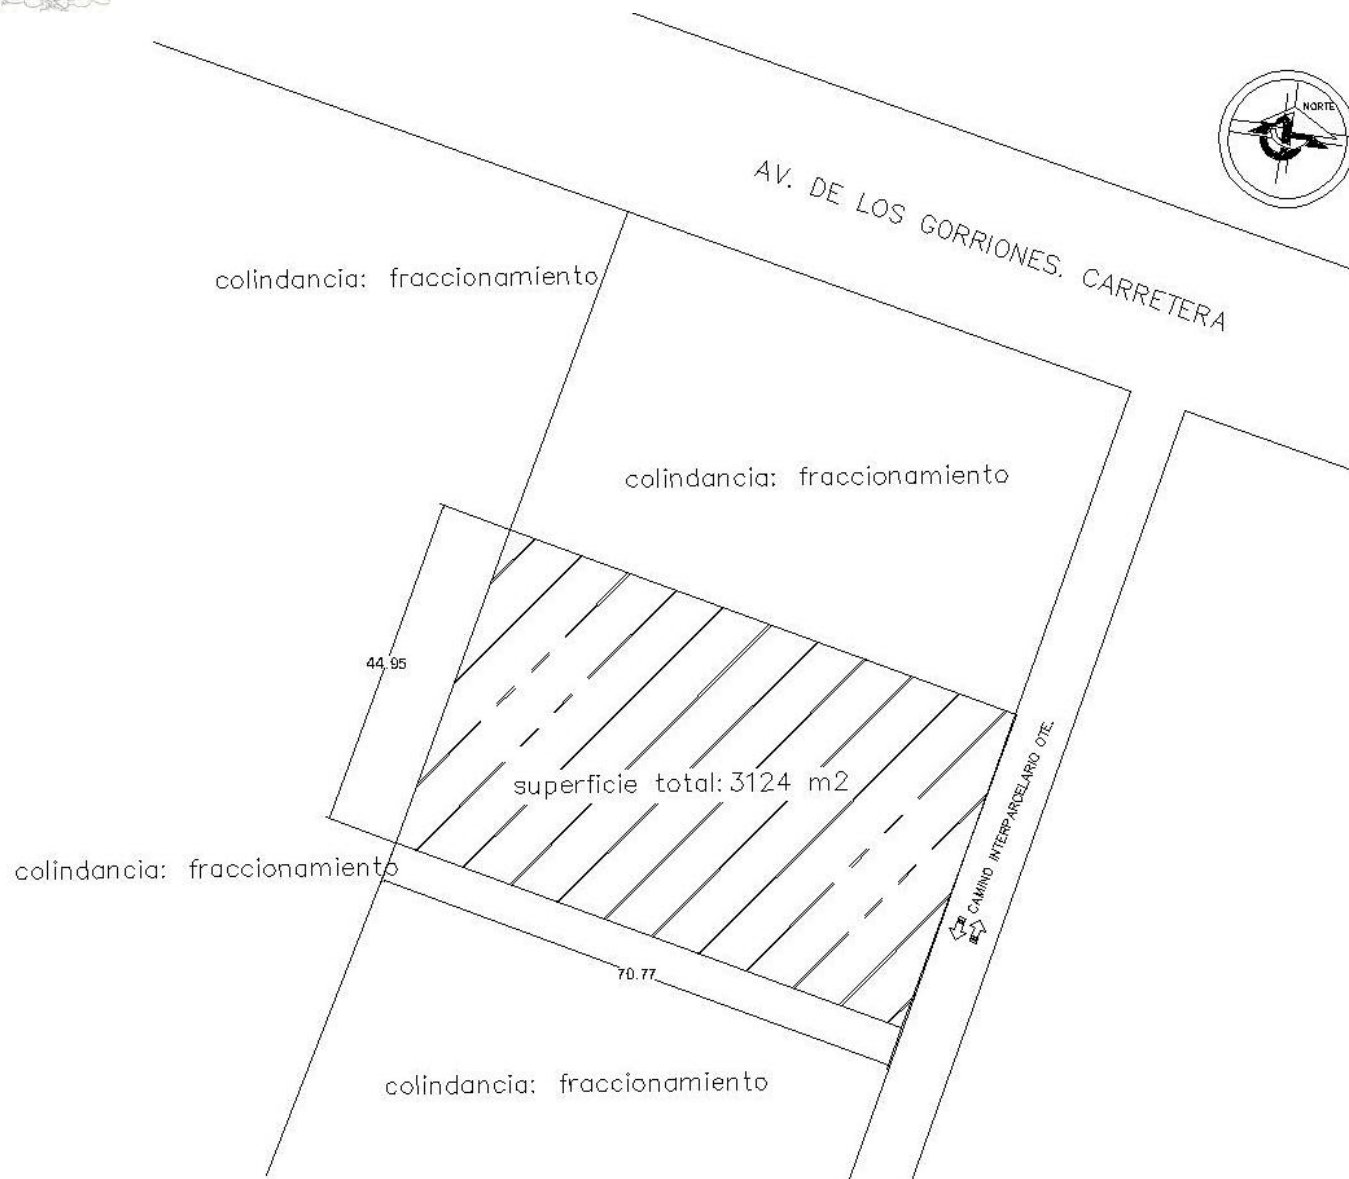 NORTE
AV. DE LOS GORRIONES. CARRETERA
colindancia: fraccionamiento
colindancia: fraccionamiento
44.95
superficie total: 3124 m2
CAMINO INTERPARCELARIO OTE.
colindancia: fraccionamiento
70.77
colindancia: fraccionamiento